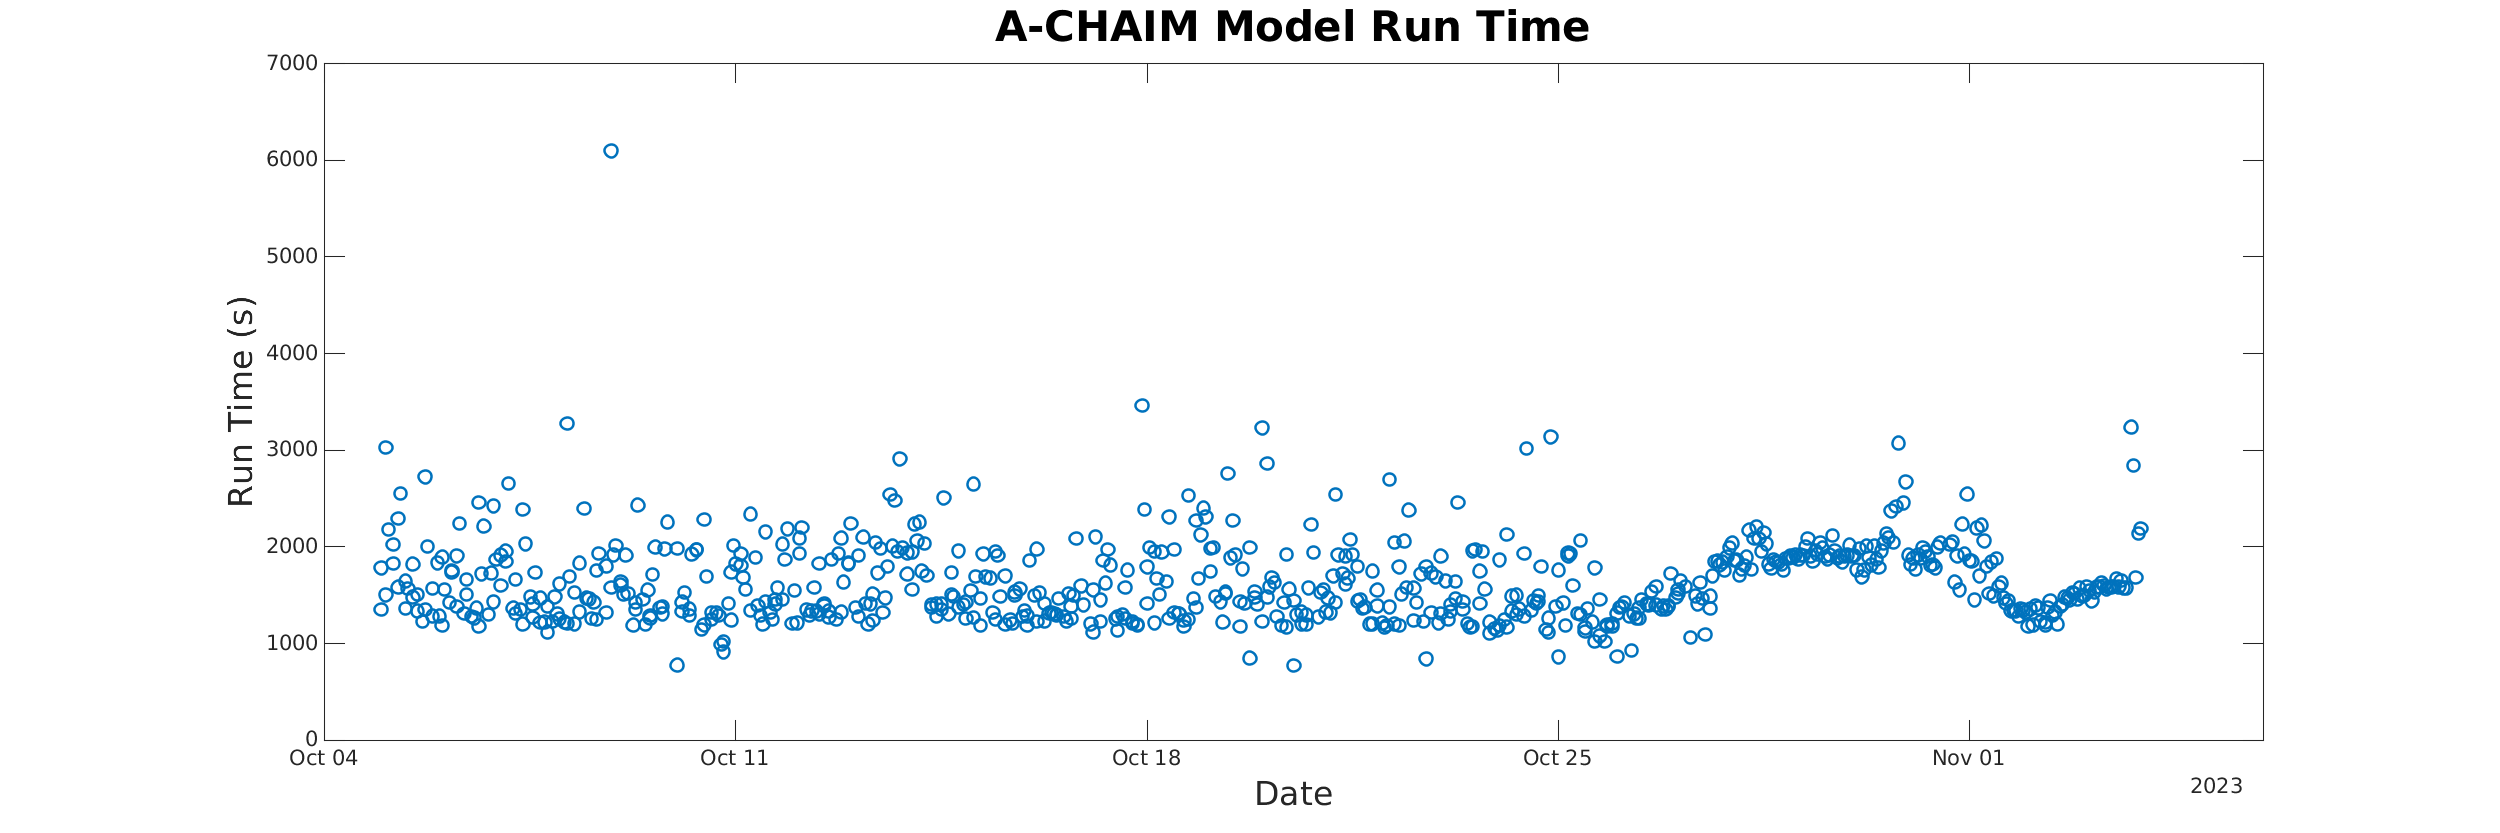 A-CHAIM Model Run Time
7000
6000
5000
4000
3000
2000
1000
0
Run Time (s)
Oct 04 Oct 11 Oct 18 Oct 25 Nov 01
2023
Date